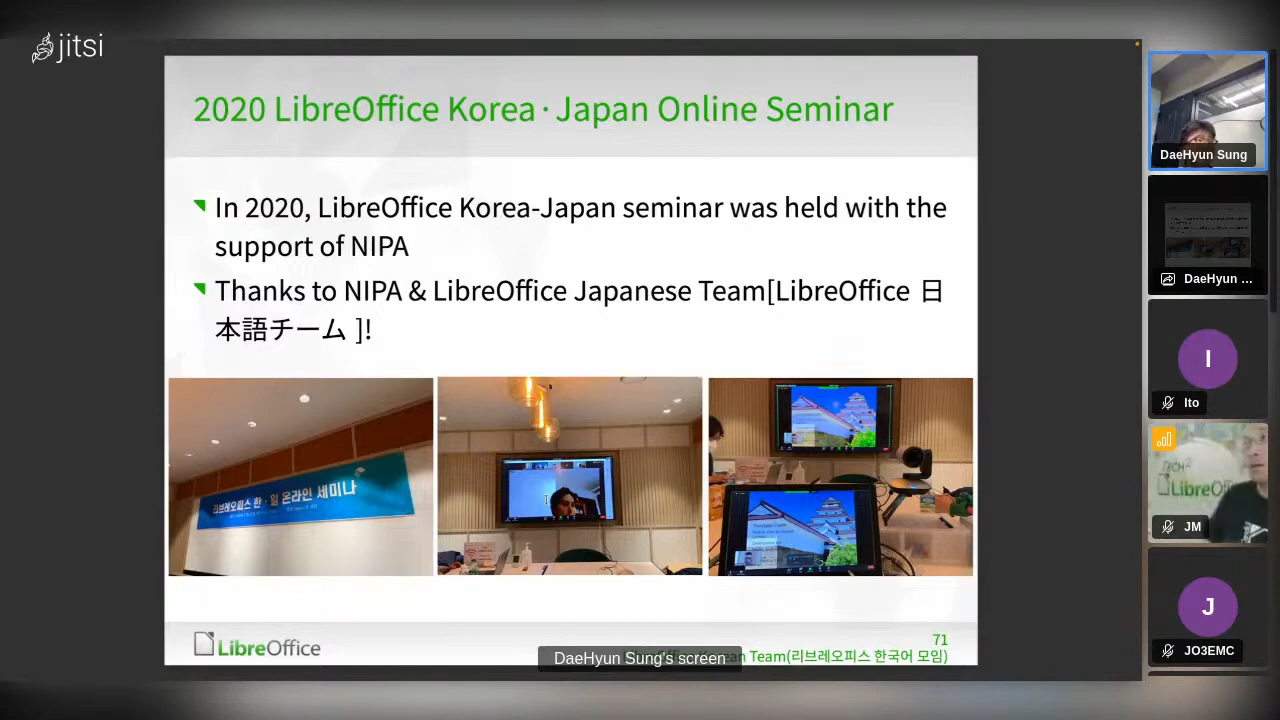 jitsi
2020 LibreOffice Korea · Japan Online Seminar
In 2020, LibreOffice Korea-Japan seminar was held with the
support of NIPA
Thanks to NIPA & LibreOffice Japanese Team[LibreOffice 日
本語チーム ]!
리브레오피스 한·일 온라인 세미나
LibreOffice
71
Team(리브레오피스 한국어 모임)
DaeHyun Sung's screen
DaeHyun Sung
DaeHyun ...
I
Ito
TECH
Libre
JM
J
JO3EMC